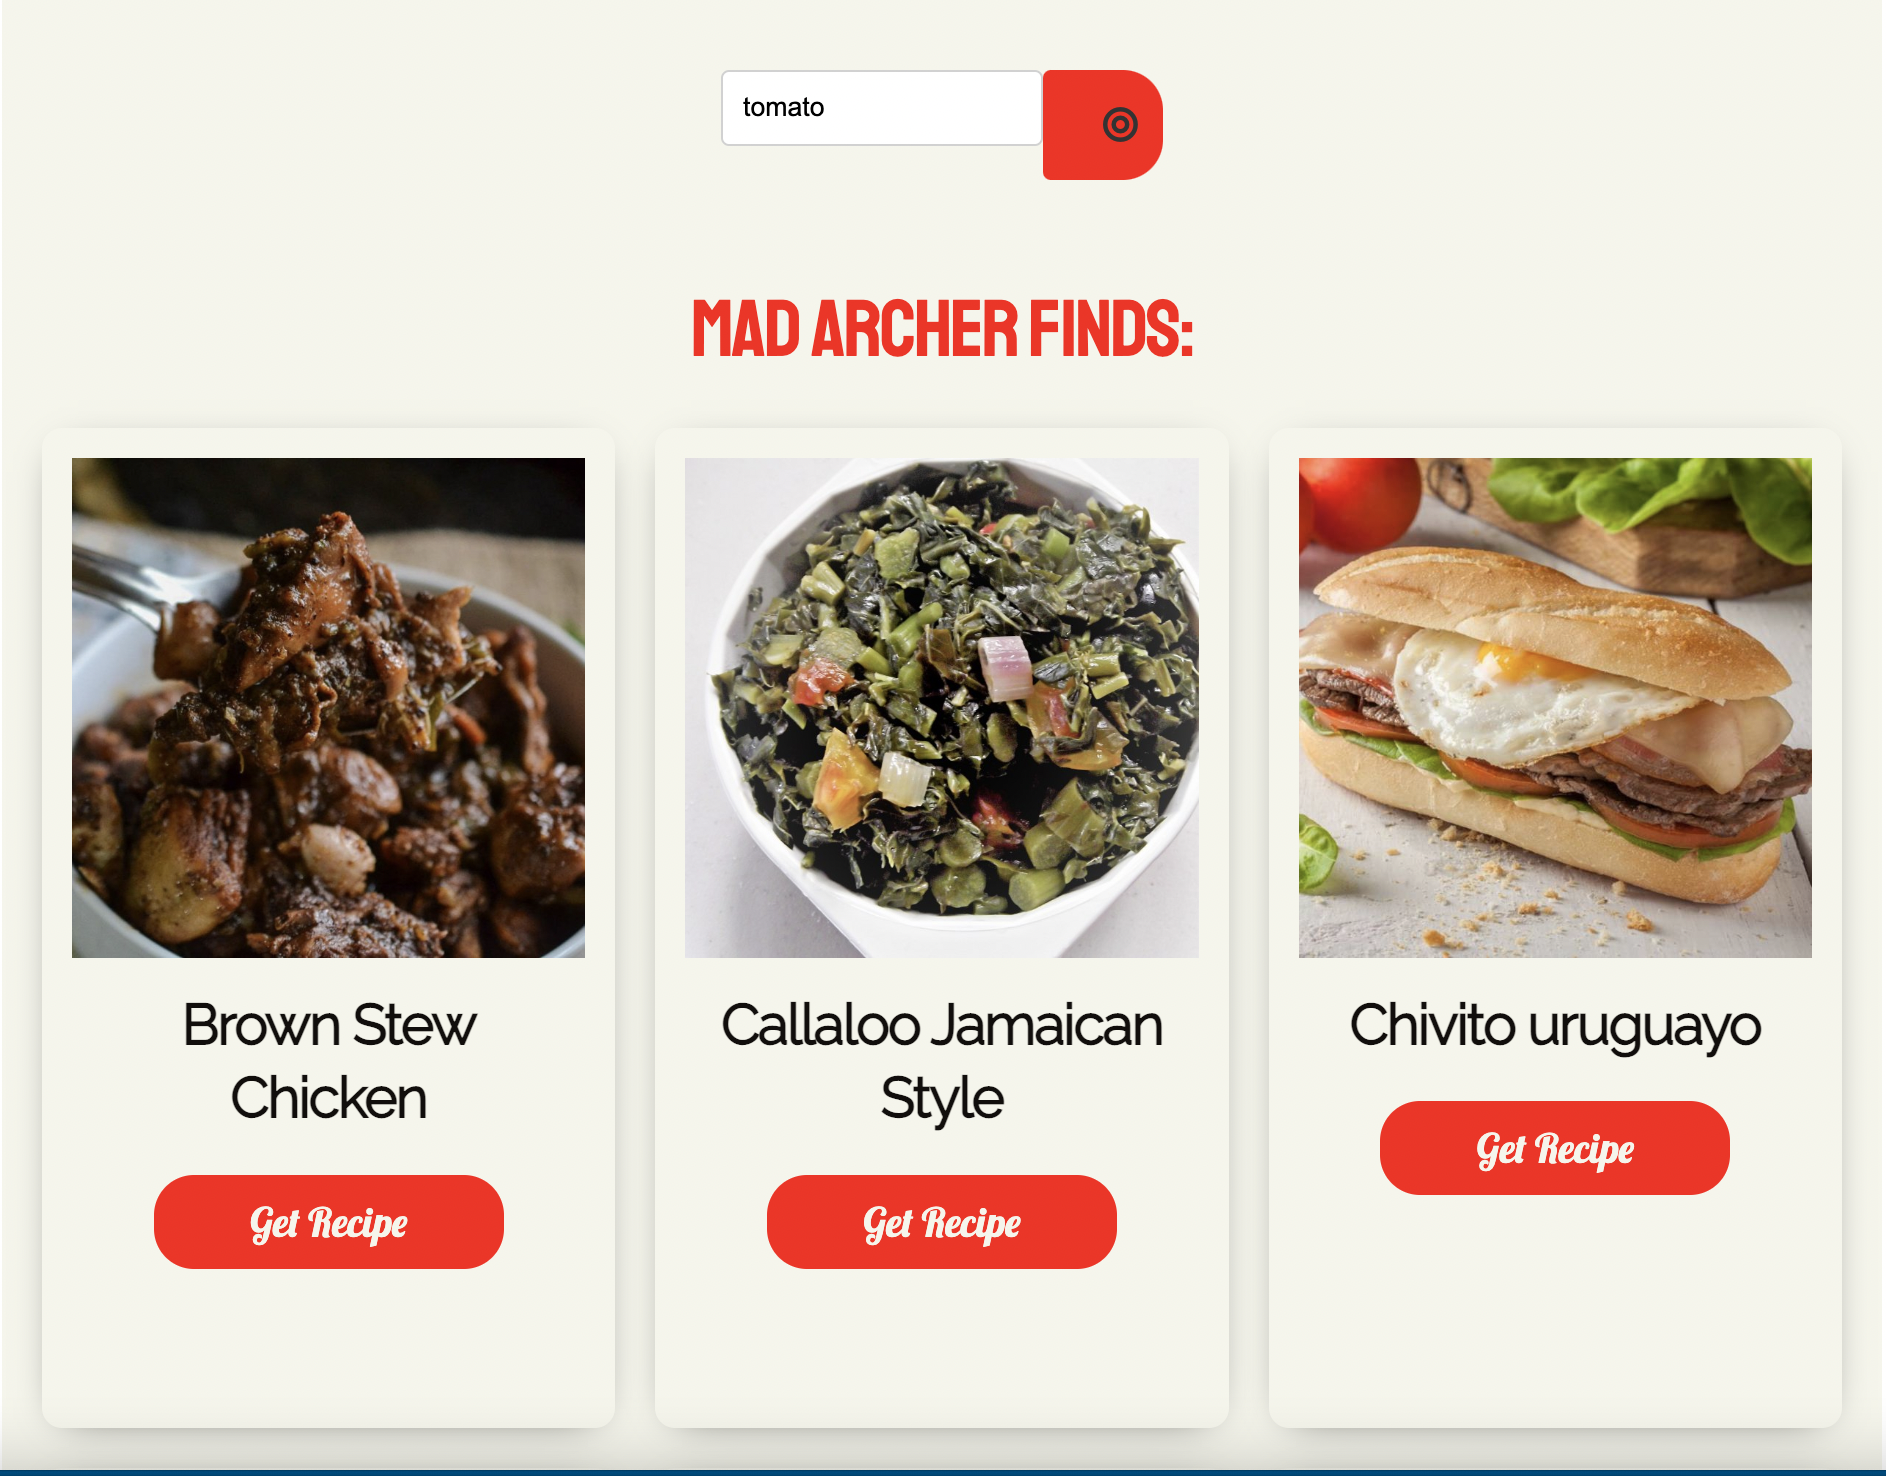 tomato
MAD ARCHER FINDS:
Brown Stew
Chicken
Get Recipe
Callaloo Jamaican
Style
Get Recipe
Chivito uruguayo
Get Recipe